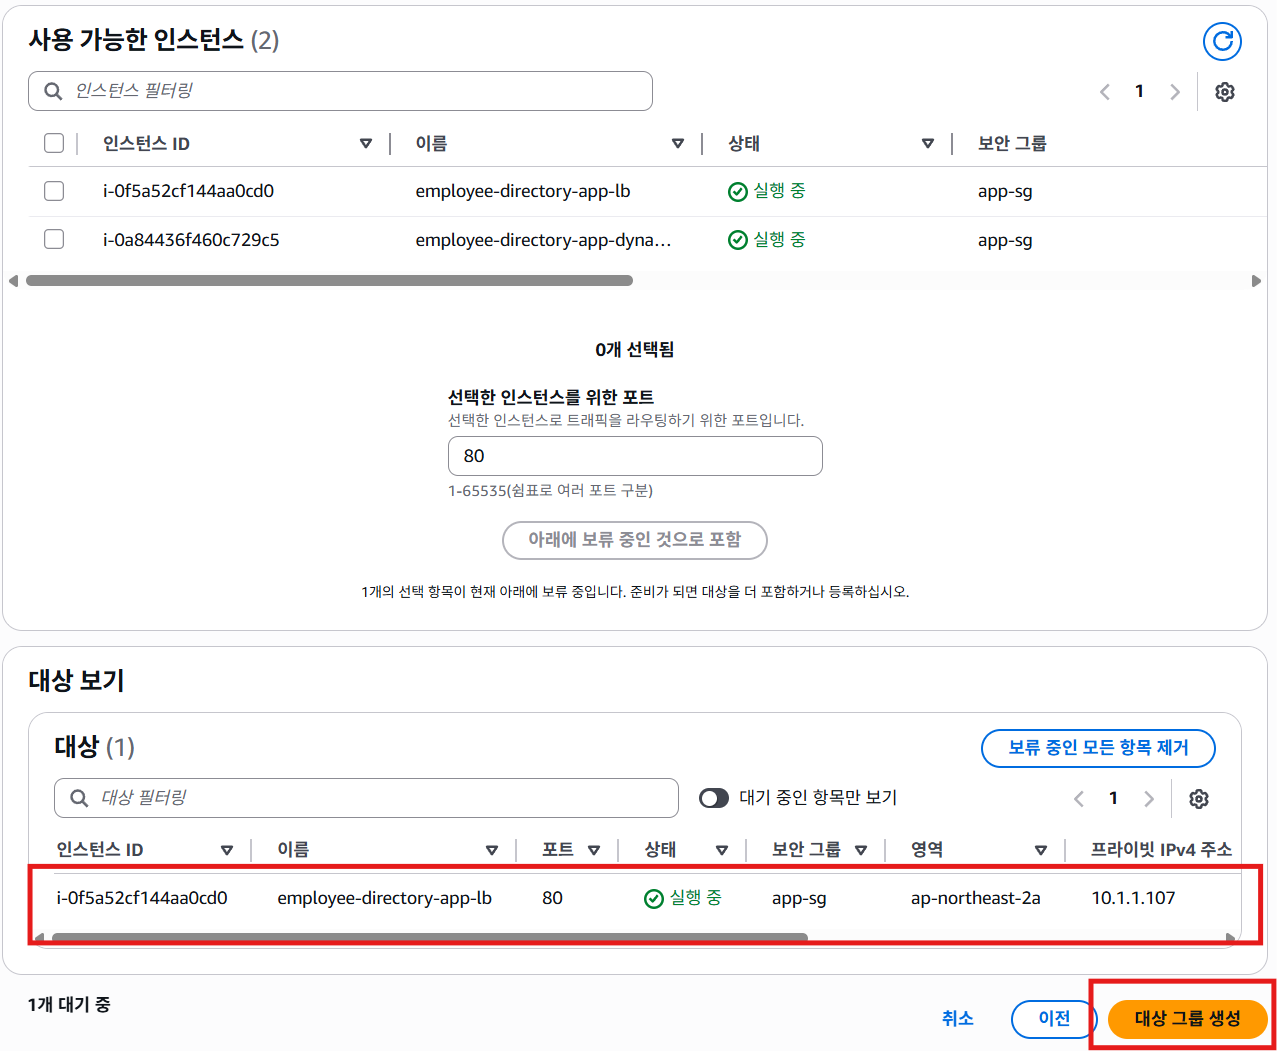 사용 가능한 인스턴스 (2)
인스턴스 필터링
1
인스턴스 ID 이름 상태 보안 그룹
i-0f5a52cf144aa0cd0 employee-directory-app-lb 실행 중 app-sg
i-0a84436f460c729c5 employee-directory-app-dyna... 실행 중 app-sg
0개 선택됨
선택한 인스턴스를 위한 포트
선택한 인스턴스로 트래픽을 라우팅하기 위한 포트입니다.
80
1-65535(쉼표로 여러 포트 구분)
아래에 보류 중인 것으로 포함
1개의 선택 항목이 현재 아래에 보류 중입니다. 준비가 되면 대상을 더 포함하거나 등록하십시오.
대상 보기
대상 (1)
보류 중인 모든 항목 제거
대상 필터링
대기 중인 항목만 보기
1
인스턴스 ID 이름 포트 상태 보안 그룹 영역 프라이빗 IPv4 주소
i-0f5a52cf144aa0cd0 employee-directory-app-lb 80 실행 중 app-sg ap-northeast-2a 10.1.1.107
1개 대기 중
취소
이전
대상 그룹 생성